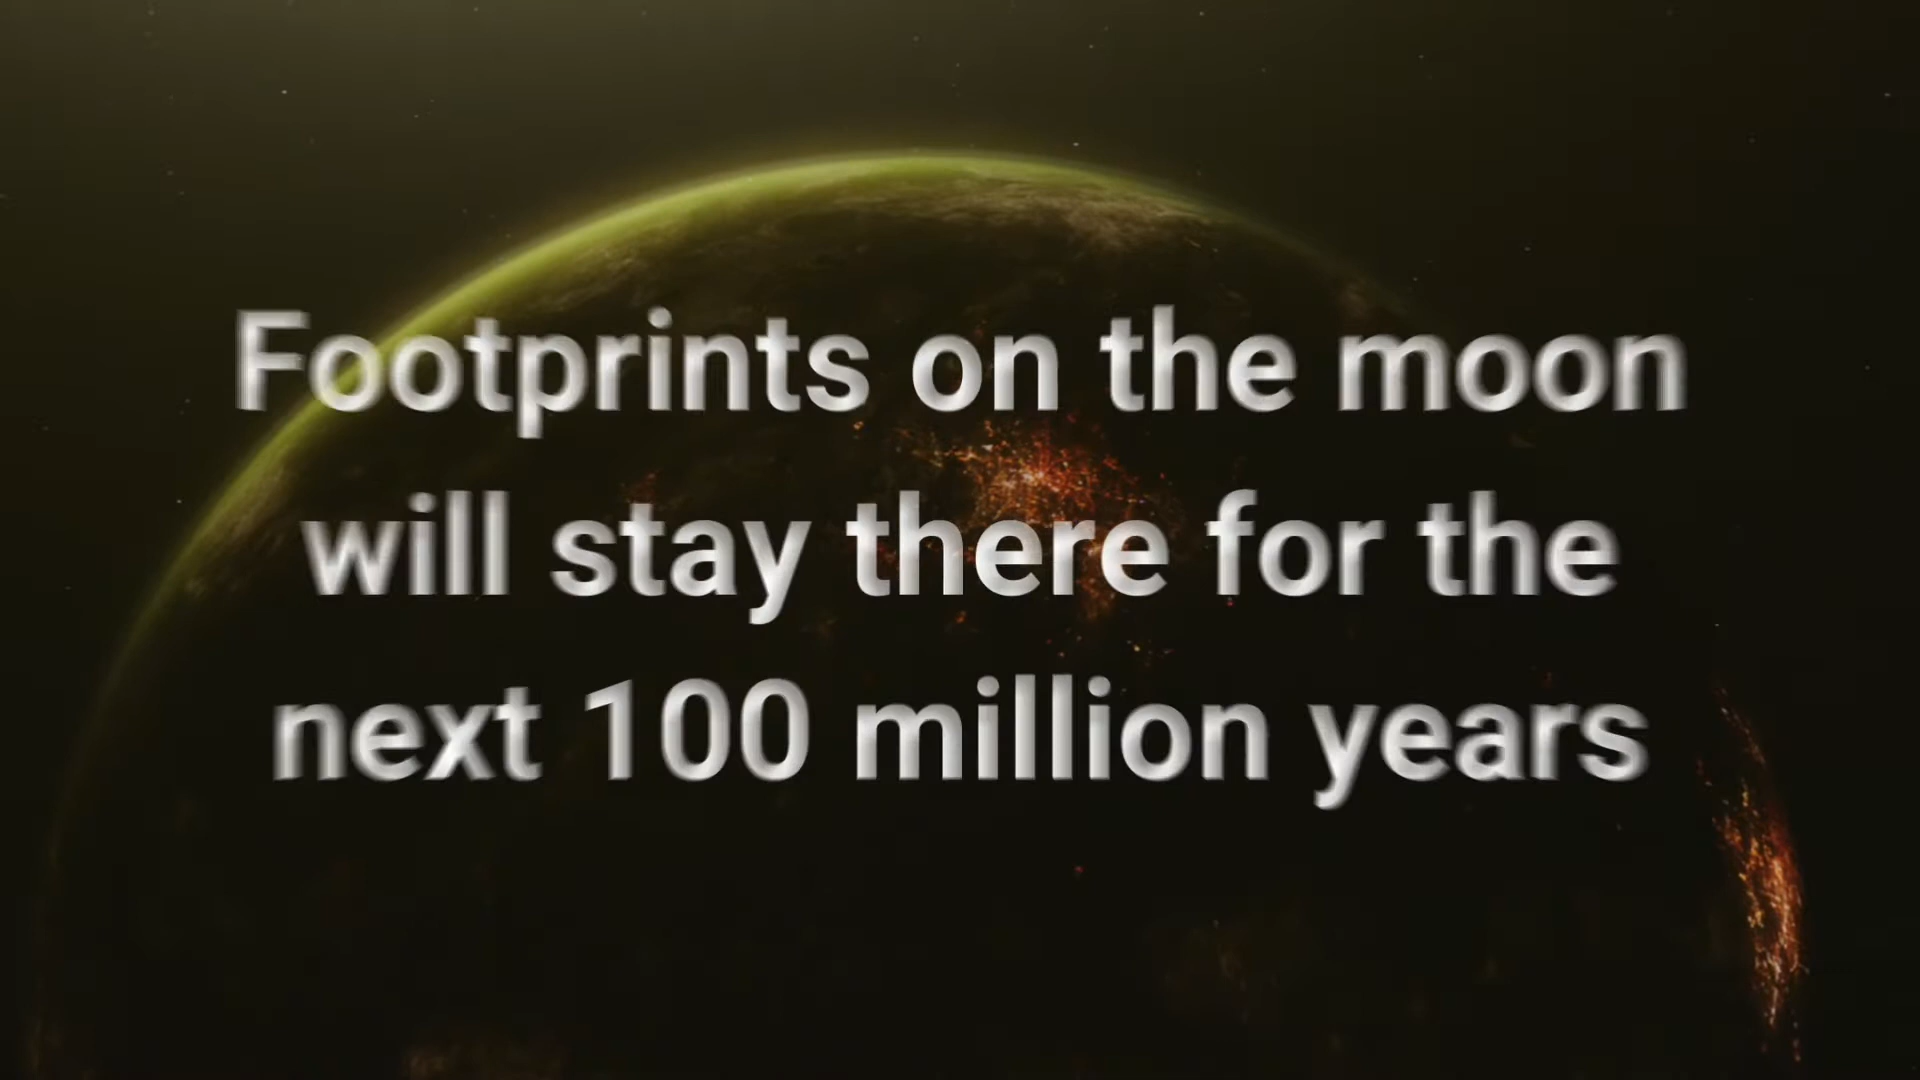 Footprints on the moon
will stay there for the
next 100 million years